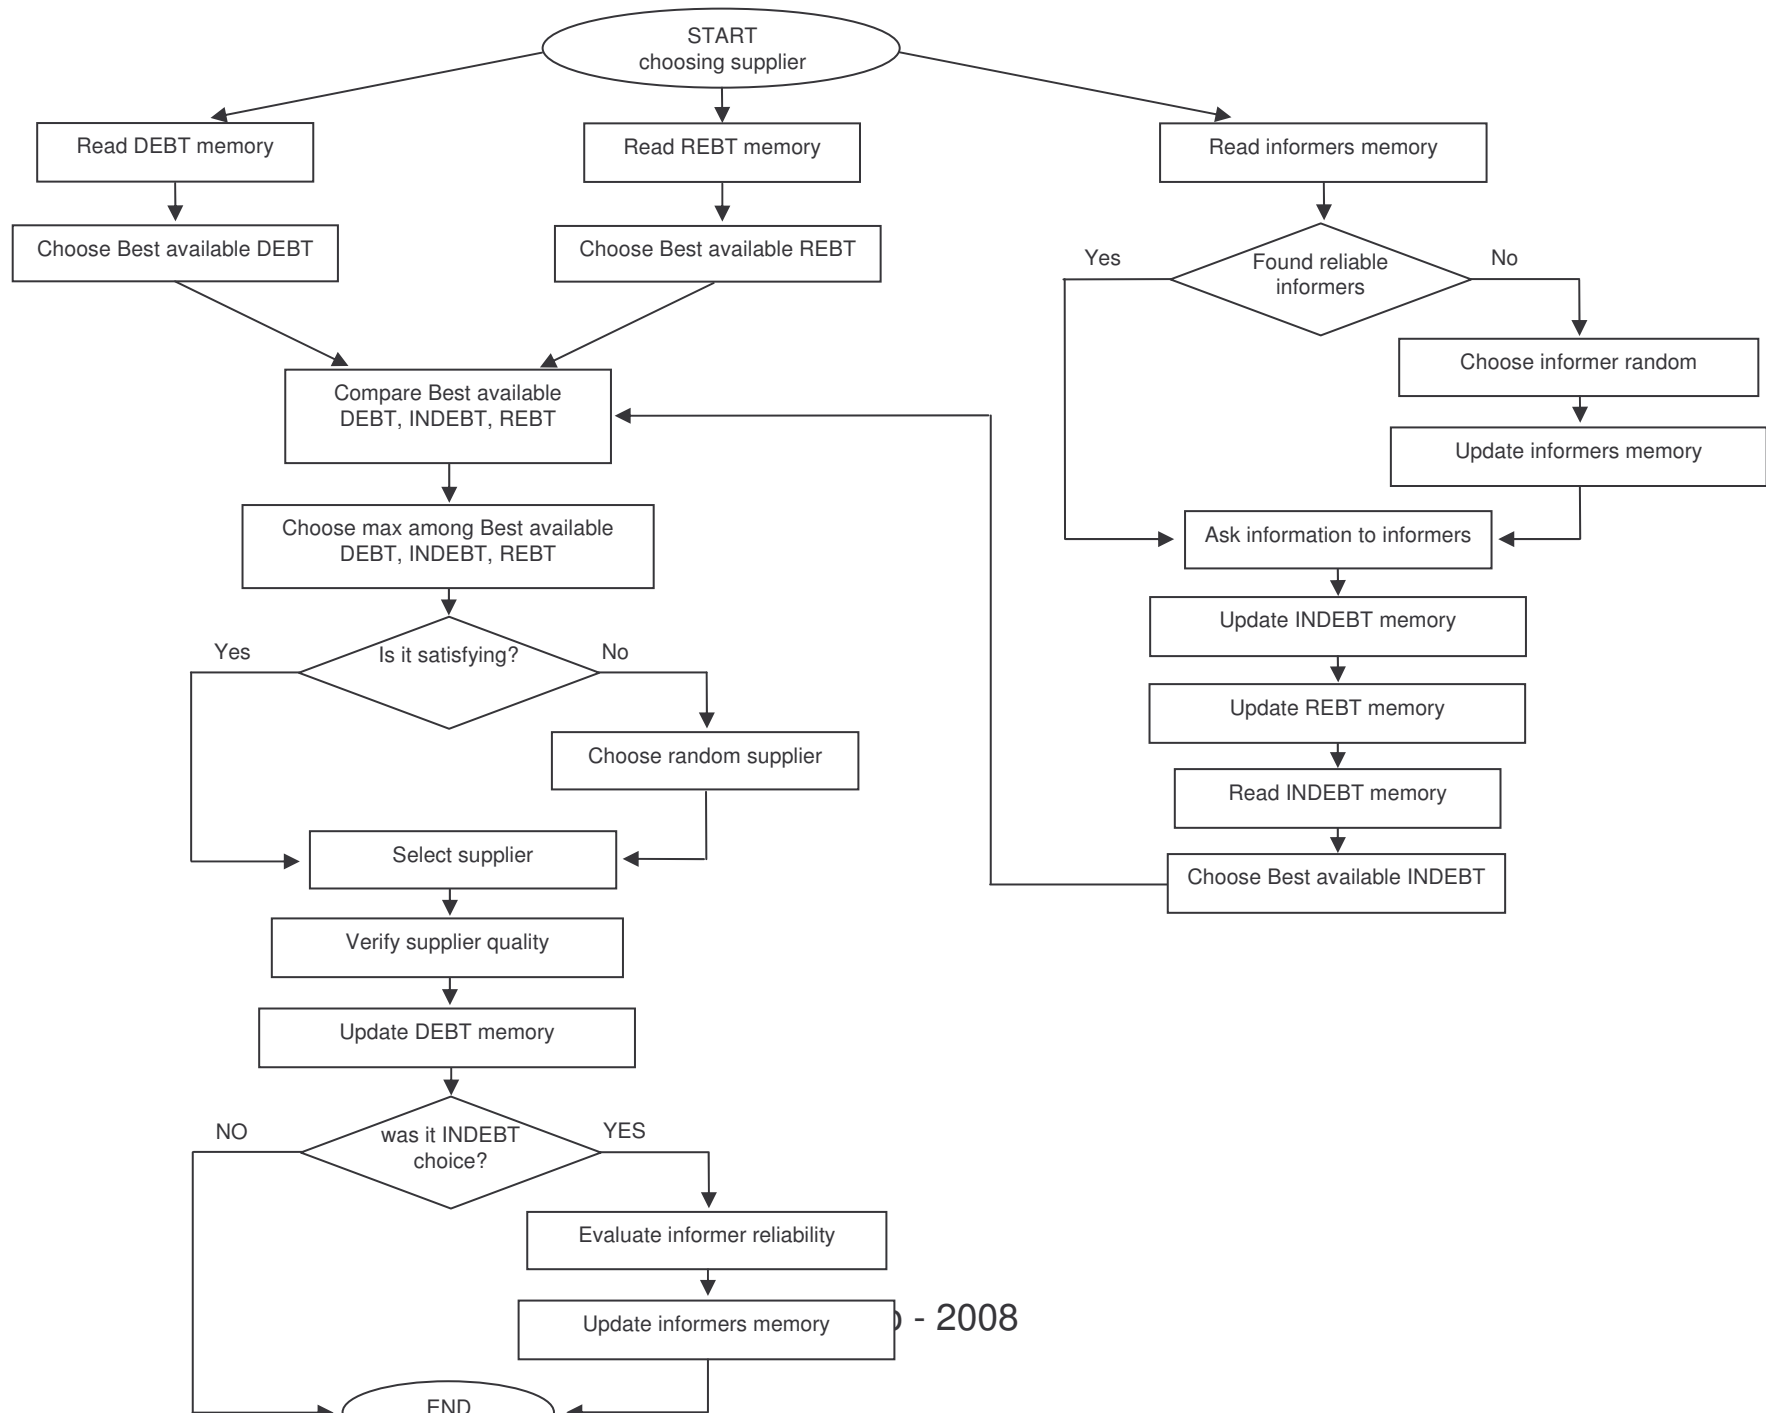 START
choosing supplier
Read DEBT memory
Read REBT memory
Read informers memory
Choose Best available DEBT
Choose Best available REBT
Yes
Found reliable
informers
No
Choose informer random
Compare Best available
DEBT, INDEBT, REBT
Update informers memory
Choose max among Best available
DEBT, INDEBT, REBT
Ask information to informers
Update INDEBT memory
Yes
Is it satisfying?
No
Update REBT memory
Choose random supplier
Read INDEBT memory
Select supplier
Choose Best available INDEBT
Verify supplier quality
Update DEBT memory
NO
was it INDEBT
choice?
YES
Evaluate informer reliability
Update informers memory
- 2008
END